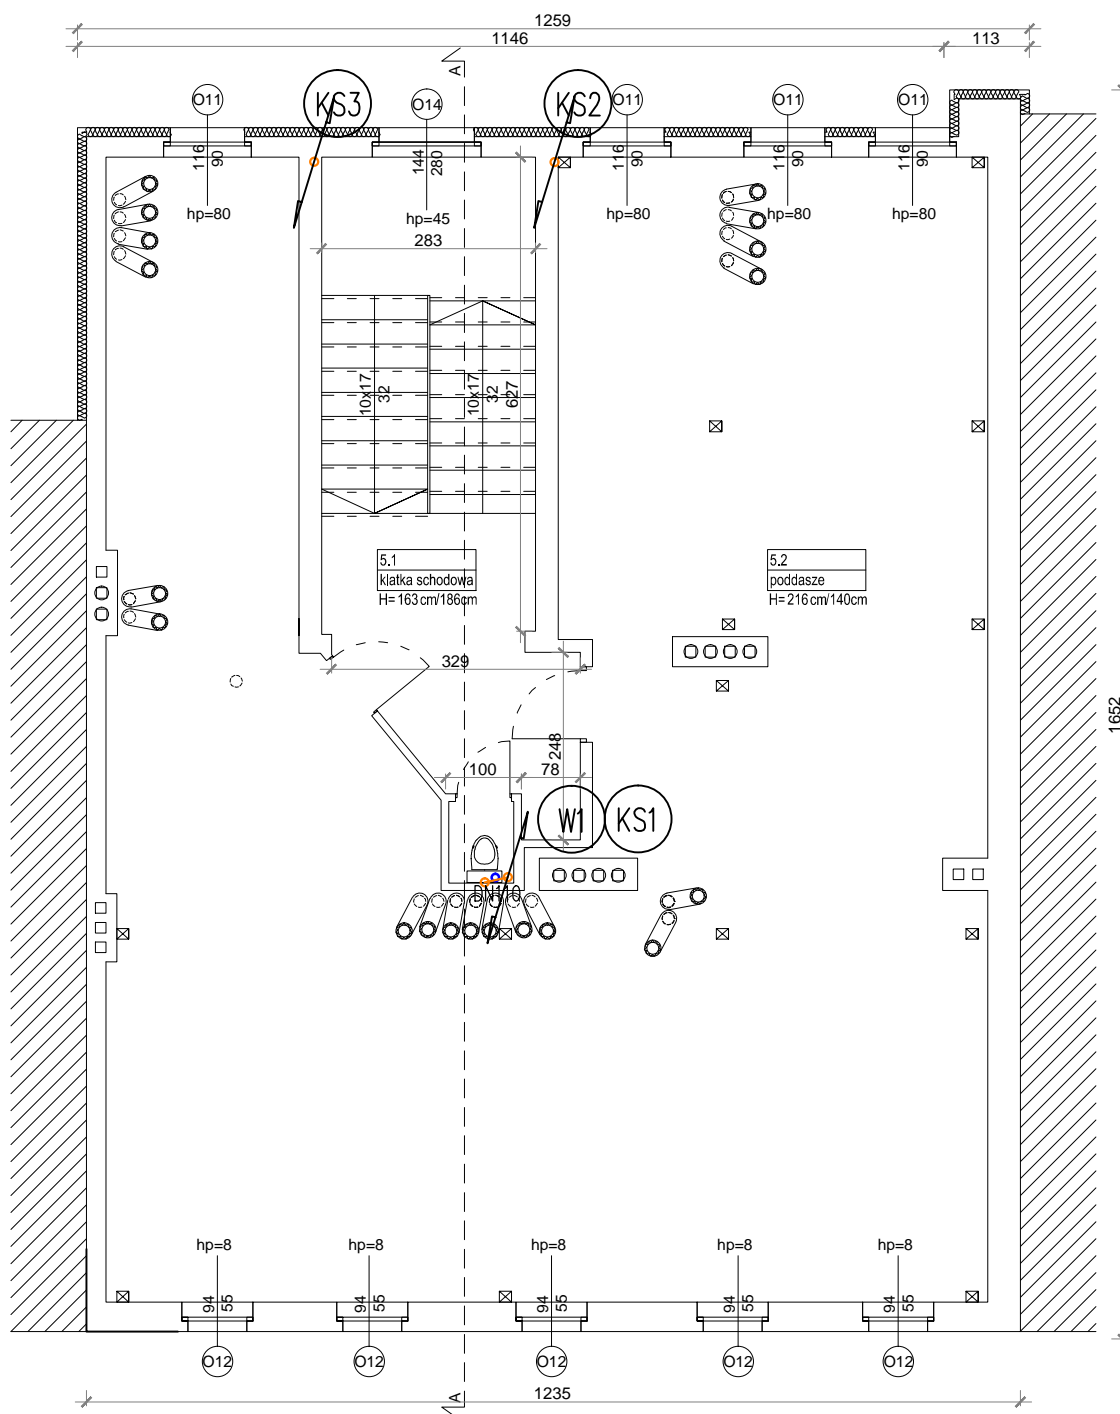 1259
1146
113
A
O11
KS3
O14
KS2
O11
O11
O11
116
90
144
280
116
90
116
90
116
90
hp=80
hp=45
hp=80
hp=80
hp=80
283
10x17
32
10x17
32
627
5.1
klatka schodowa
H= 163 cm/186cm
5.2
poddasze
H= 216 cm/140cm
329
1652
248
100
78
W1
KS1
hp=8
hp=8
hp=8
hp=8
hp=8
94
55
94
55
94
55
94
55
94
55
O12
O12
O12
O12
O12
1235
A